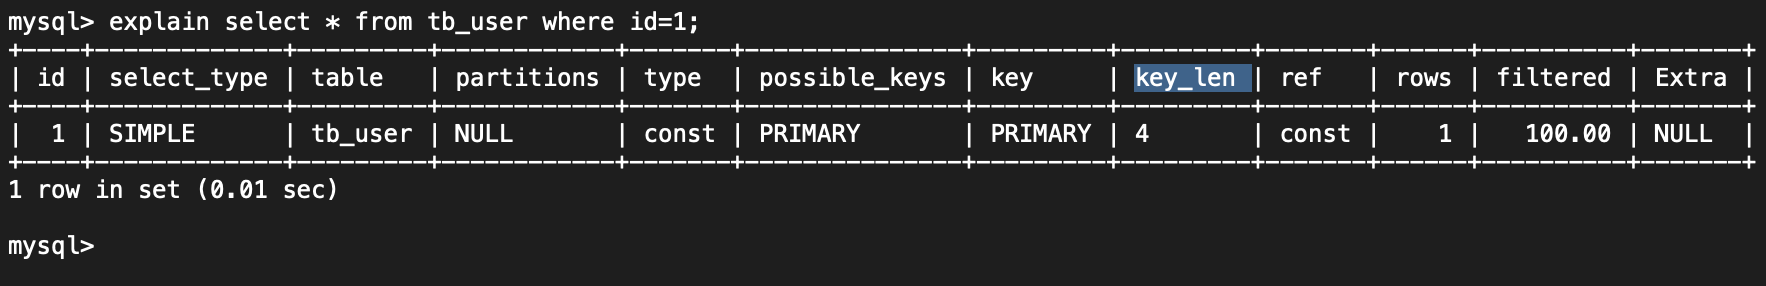 mysql> explain select * from tb_user where id=1;
+----+-------------+---------+------------+-------+---------------+---------+---------+-------+------+----------+-------+
| id | select_type | table   | partitions | type  | possible_keys | key     | key_len | ref   | rows | filtered | Extra |
+----+-------------+---------+------------+-------+---------------+---------+---------+-------+------+----------+-------+
|  1 | SIMPLE      | tb_user | NULL       | const | PRIMARY       | PRIMARY | 4       | const |    1 |   100.00 | NULL  |
+----+-------------+---------+------------+-------+---------------+---------+---------+-------+------+----------+-------+
1 row in set (0.01 sec)
mysql>